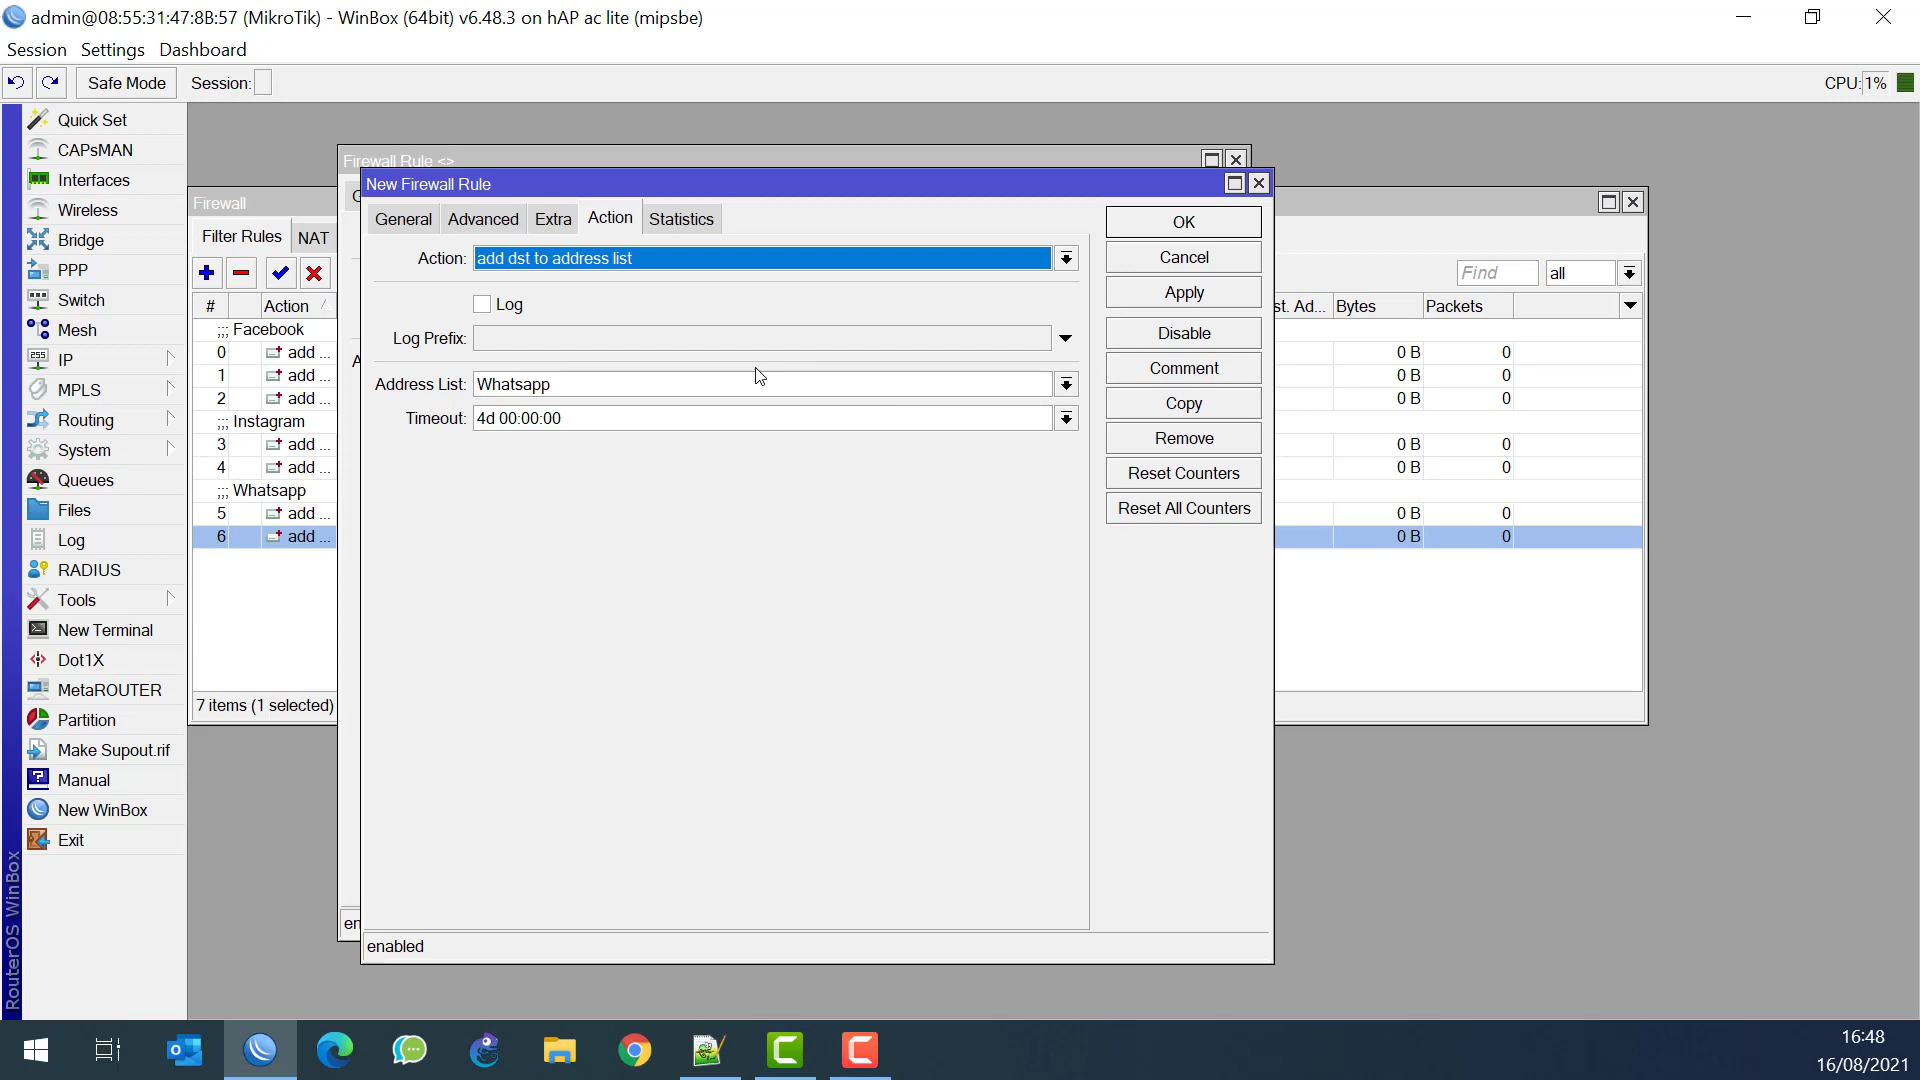 admin@08:55:31:47:8B:57 (MikroTik) - WinBox (64bit) v6.48.3 on hAP ac lite (mipsbe)
Session Settings Dashboard
Safe Mode Session: CPU: 1%
Quick Set
CAPsMAN
Interfaces
Wireless
Bridge
PPP
Switch
Mesh
IP
MPLS
Routing
System
Queues
Files
Log
RADIUS
Tools
New Terminal
Dot1X
MetaROUTER
Partition
Make Supout.rif
Manual
New WinBox
Exit
RouterOS WinBox
Firewall
Filter Rules NAT
Find all
# Action st. Ad... Bytes Packets
;;; Facebook
0 add ... 0 B 0
1 add ... 0 B 0
2 add ... 0 B 0
;;; Instagram
3 add ... 0 B 0
4 add ... 0 B 0
;;; Whatsapp
5 add ... 0 B 0
6 add ... 0 B 0
7 items (1 selected)
Firewall Rule <>
en
New Firewall Rule
General Advanced Extra Action Statistics
Action: add dst to address list
Log
Log Prefix:
Address List: Whatsapp
Timeout: 4d 00:00:00
OK
Cancel
Apply
Disable
Comment
Copy
Remove
Reset Counters
Reset All Counters
enabled
16:48
16/08/2021